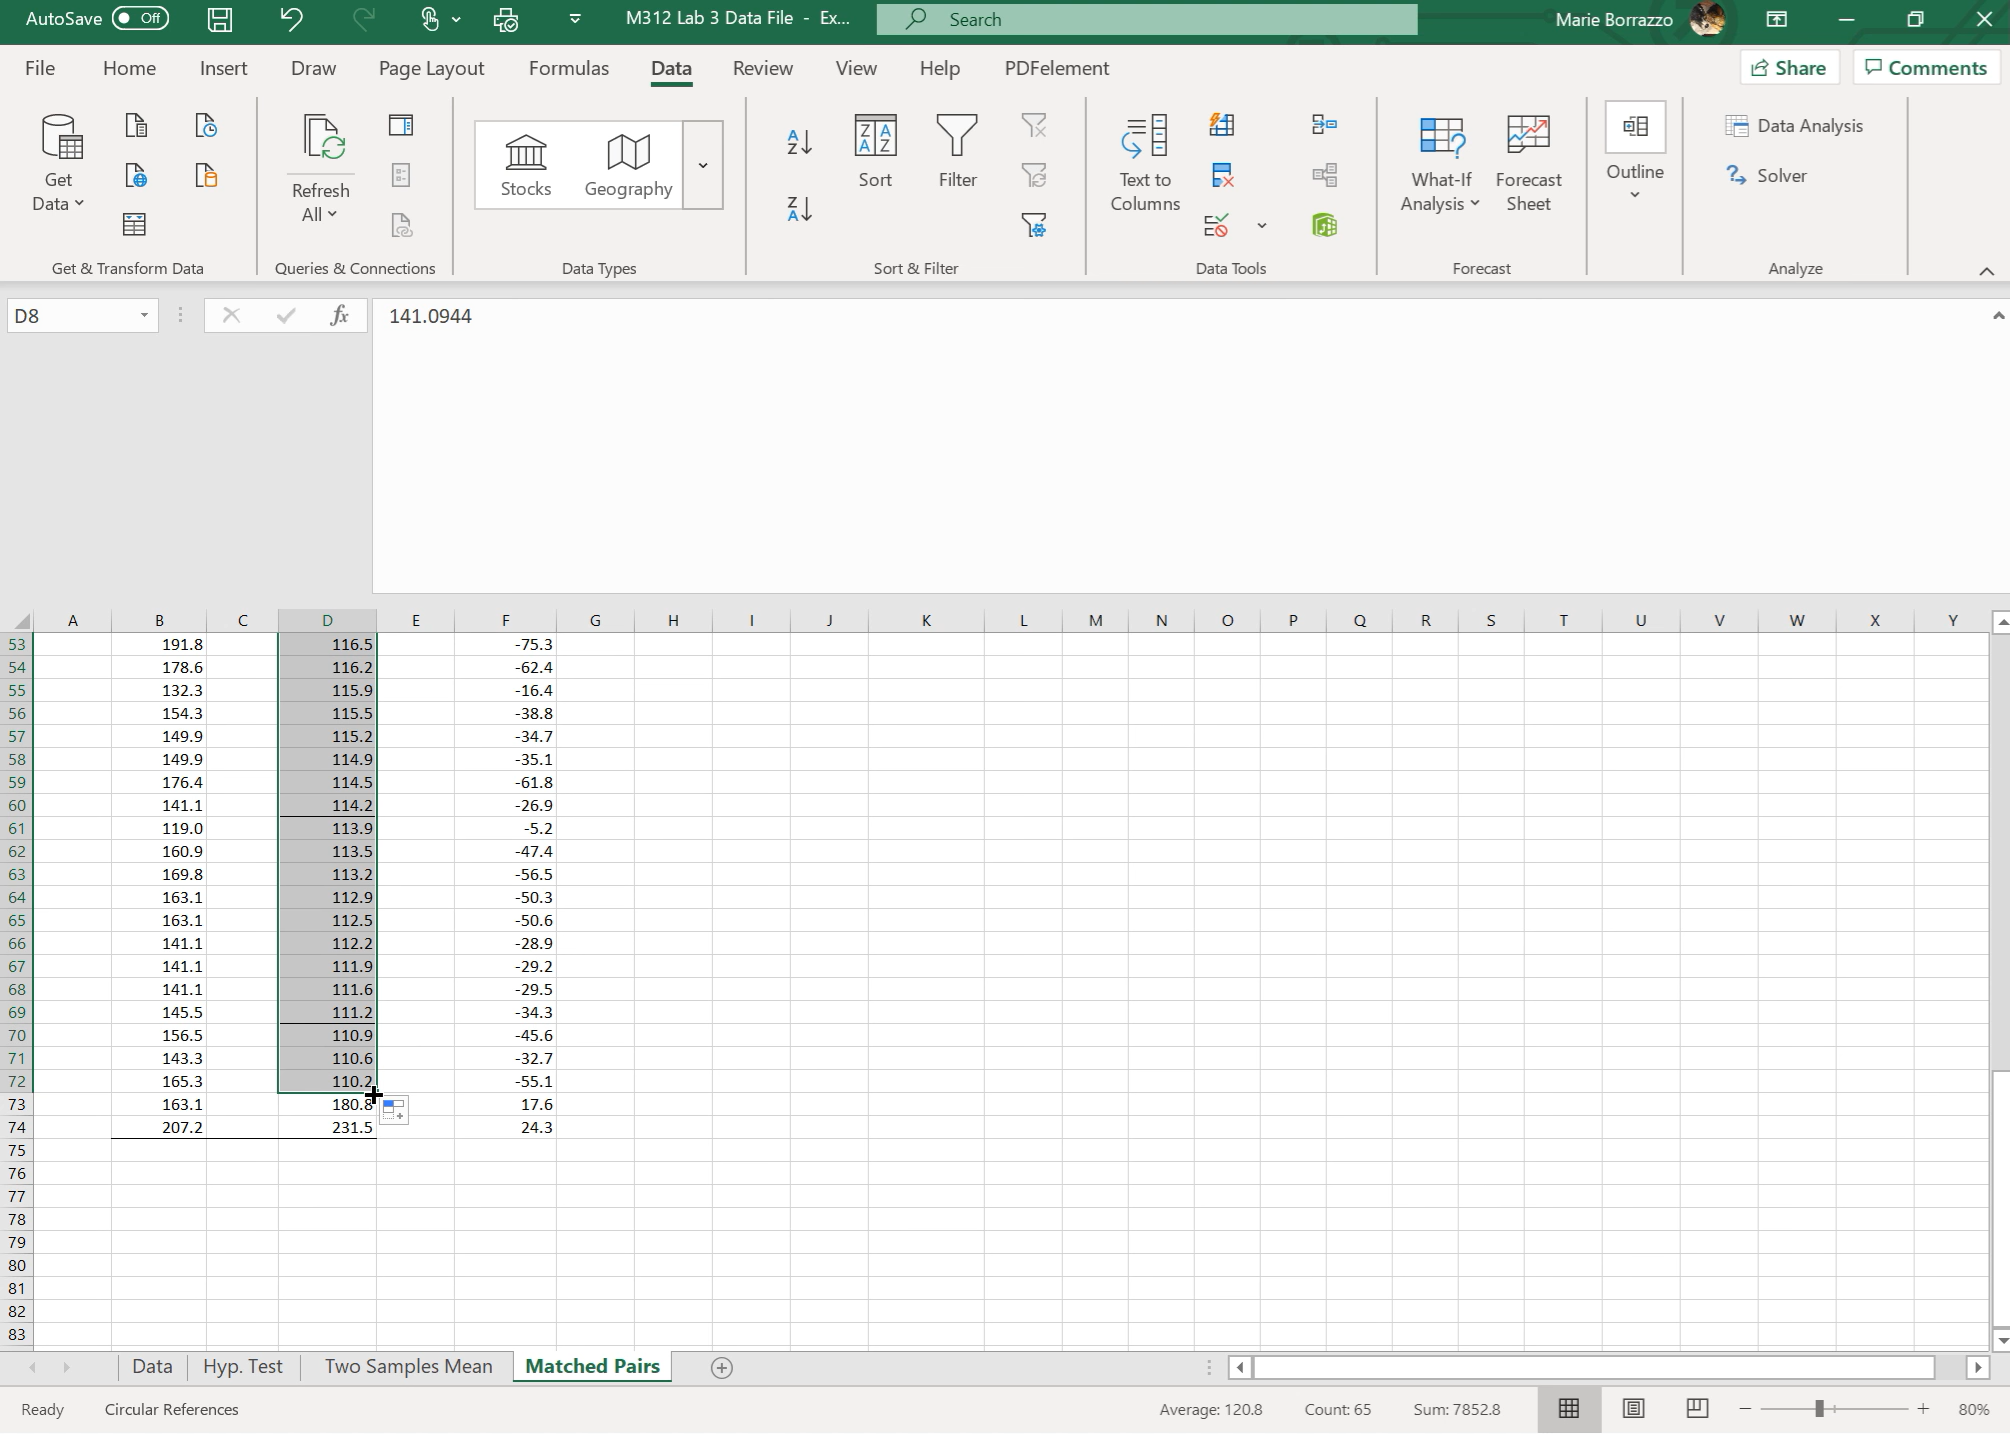 AutoSave Off M312 Lab 3 Data File - Ex... Search Marie Borrazzo
File Home Insert Draw Page Layout Formulas Data Review View Help PDFelement Share Comments
Get Data
Refresh All
Stocks
Geography
Sort
Filter
Text to Columns
What-If Analysis
Forecast Sheet
Outline
Data Analysis
Solver
Get & Transform Data Queries & Connections Data Types Sort & Filter Data Tools Forecast Analyze
D8 fx 141.0944
A B C D E F G H I J K L M N O P Q R S T U V W X Y
53 191.8 116.5 -75.3
54 178.6 116.2 -62.4
55 132.3 115.9 -16.4
56 154.3 115.5 -38.8
57 149.9 115.2 -34.7
58 149.9 114.9 -35.1
59 176.4 114.5 -61.8
60 141.1 114.2 -26.9
61 119.0 113.9 -5.2
62 160.9 113.5 -47.4
63 169.8 113.2 -56.5
64 163.1 112.9 -50.3
65 163.1 112.5 -50.6
66 141.1 112.2 -28.9
67 141.1 111.9 -29.2
68 141.1 111.6 -29.5
69 145.5 111.2 -34.3
70 156.5 110.9 -45.6
71 143.3 110.6 -32.7
72 165.3 110.2 -55.1
73 163.1 180.8 17.6
74 207.2 231.5 24.3
75
76
77
78
79
80
81
82
83
Data Hyp. Test Two Samples Mean Matched Pairs
Ready Circular References Average: 120.8 Count: 65 Sum: 7852.8 80%